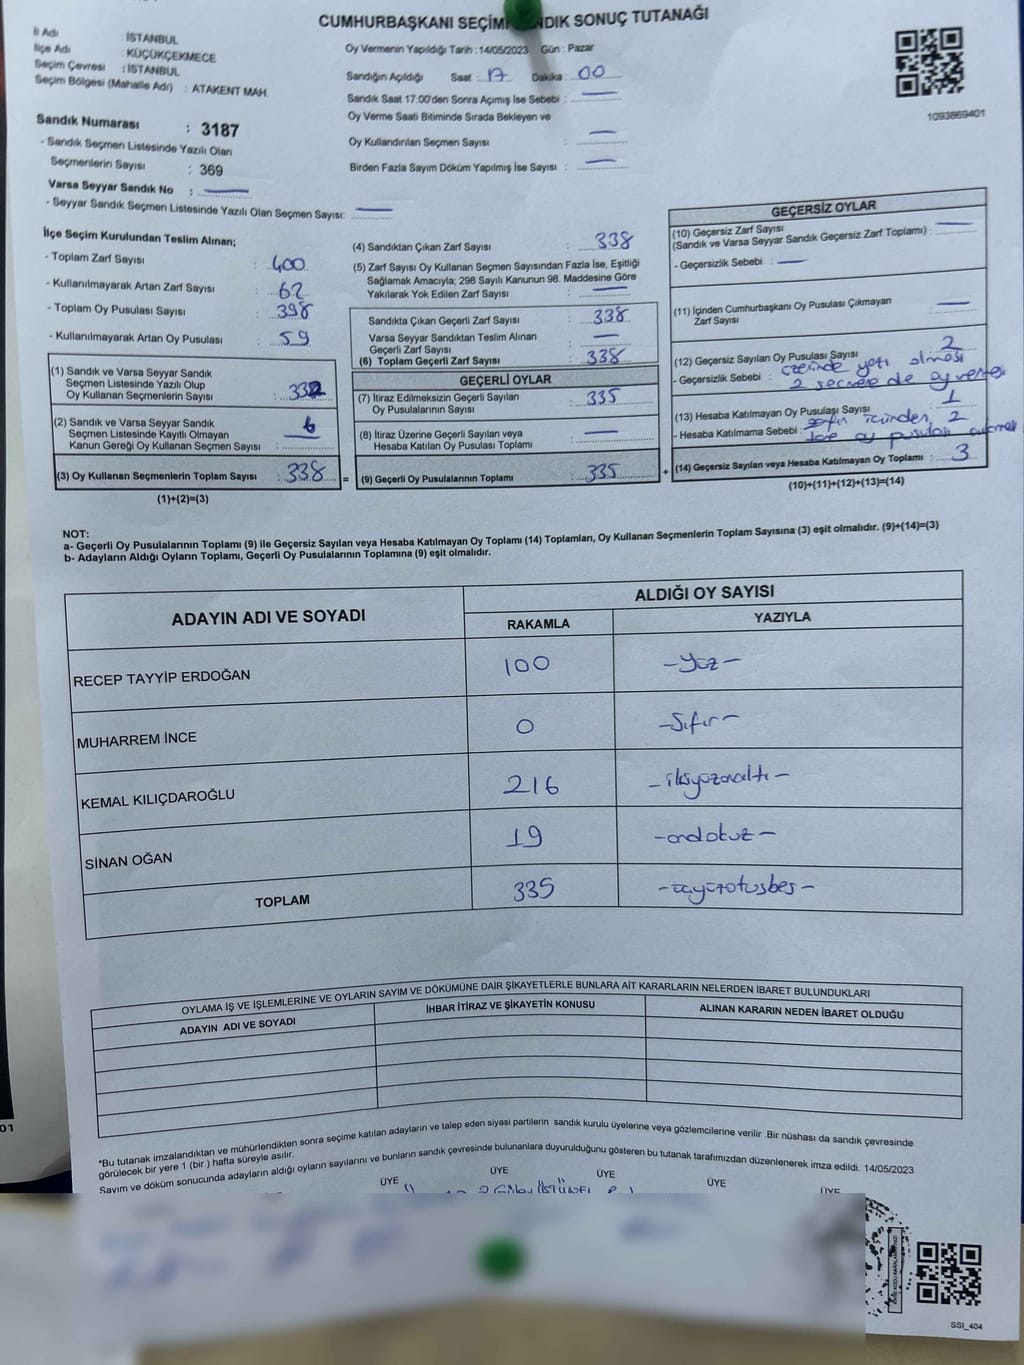 CUMHURBAŞKANI SEÇİMİ SANDIK SONUÇ TUTANAĞI
İl Adı : İSTANBUL
İlçe Adı : KÜÇÜKÇEKMECE
Seçim Çevresi : İSTANBUL
Seçim Bölgesi (Mahalle Adı) : ATAKENT MAH.
Oy Vermenin Yapıldığı Tarih : 14/05/2023 Gün : Pazar
Sandığın Açıldığı Saat : 17 Dakika : 00
Sandık Saat 17:00'den Sonra Açımış İse Sebebi : —
Oy Verme Saati Bitiminde Sırada Bekleyen ve
Oy Kullandırılan Seçmen Sayısı : —
Birden Fazla Sayım Döküm Yapılmış İse Sayısı : —
1093869401
Sandık Numarası : 3187
- Sandık Seçmen Listesinde Yazılı Olan
Seçmenlerin Sayısı : 369
Varsa Seyyar Sandık No : —
- Seyyar Sandık Seçmen Listesinde Yazılı Olan Seçmen Sayısı: —
İlçe Seçim Kurulundan Teslim Alınan;
- Toplam Zarf Sayısı : 400
- Kullanılmayarak Artan Zarf Sayısı : 62
- Toplam Oy Pusulası Sayısı : 398
- Kullanılmayarak Artan Oy Pusulası : 59
(1) Sandık ve Varsa Seyyar Sandık
Seçmen Listesinde Yazılı Olup
Oy Kullanan Seçmenlerin Sayısı : 332
(2) Sandık ve Varsa Seyyar Sandık
Seçmen Listesinde Kayıtlı Olmayan
Kanun Gereği Oy Kullanan Seçmen Sayısı : 6
(3) Oy Kullanan Seçmenlerin Toplam Sayısı : 338
(1)+(2)=(3)
(4) Sandıktan Çıkan Zarf Sayısı : 338
(5) Zarf Sayısı Oy Kullanan Seçmen Sayısından Fazla İse, Eşitliği
Sağlamak Amacıyla; 298 Sayılı Kanunun 98. Maddesine Göre
Yakılarak Yok Edilen Zarf Sayısı : —
Sandıkta Çıkan Geçerli Zarf Sayısı : 338
Varsa Seyyar Sandıktan Teslim Alınan
Geçerli Zarf Sayısı : —
(6) Toplam Geçerli Zarf Sayısı : 338
GEÇERLİ OYLAR
(7) İtiraz Edilmeksizin Geçerli Sayılan
Oy Pusulalarının Sayısı : 335
(8) İtiraz Üzerine Geçerli Sayılan veya
Hesaba Katılan Oy Pusulası Toplamı : —
= (9) Geçerli Oy Pusulalarının Toplamı : 335
GEÇERSİZ OYLAR
(10) Geçersiz Zarf Sayısı
(Sandık ve Varsa Seyyar Sandık Geçersiz Zarf Toplamı) : —
- Geçersizlik Sebebi : —
(11) İçinden Cumhurbaşkanı Oy Pusulası Çıkmayan
Zarf Sayısı : —
(12) Geçersiz Sayılan Oy Pusulası Sayısı : 2
- Geçersizlik Sebebi : üzerinde yazı olması
2 seçmene de oy vermesi
(13) Hesaba Katılmayan Oy Pusulası Sayısı : 1
- Hesaba Katılmama Sebebi : zarfın içinden 2
oy pusulası
+ (14) Geçersiz Sayılan veya Hesaba Katılmayan Oy Toplamı : 3
(10)+(11)+(12)+(13)=(14)
NOT:
a- Geçerli Oy Pusulalarının Toplamı (9) ile Geçersiz Sayılan veya Hesaba Katılmayan Oy Toplamı (14) Toplamları, Oy Kullanan Seçmenlerin Toplam Sayısına (3) eşit olmalıdır. (9)+(14)=(3)
b- Adayların Aldığı Oyların Toplamı, Geçerli Oy Pusulalarının Toplamına (9) eşit olmalıdır.
ADAYIN ADI VE SOYADI
ALDIĞI OY SAYISI
RAKAMLA YAZIYLA
RECEP TAYYİP ERDOĞAN 100 -Yüz-
MUHARREM İNCE 0 -Sıfır-
KEMAL KILIÇDAROĞLU 216 -ikiyüzonaltı-
SİNAN OĞAN 19 -ondokuz-
TOPLAM 335 -üçyüzotuzbeş-
OYLAMA İŞ VE İŞLEMLERİNE VE OYLARIN SAYIM VE DÖKÜMÜNE DAİR ŞİKAYETLERLE BUNLARA AİT KARARLARIN NELERDEN İBARET BULUNDUKLARI
ADAYIN ADI VE SOYADI İHBAR İTİRAZ VE ŞİKAYETİN KONUSU ALINAN KARARIN NEDEN İBARET OLDUĞU
*Bu tutanak imzalandıktan ve mühürlendikten sonra seçime katılan adayların ve talep eden siyasi partilerin sandık kurulu üyelerine veya gözlemcilerine verilir .Bir nüshası da sandık çevresinde
görülecek bir yere 1 (bir ) hafta süreyle asılır.
Sayım ve döküm sonucunda adayların aldığı oyların sayılarını ve bunların sandık çevresinde bulunanlara duyurulduğunu gösteren bu tutanak tarafımızdan düzenlenerek imza edildi. 14/05/2023
ÜYE ÜYE ÜYE ÜYE ÜYE
01
SSI_404